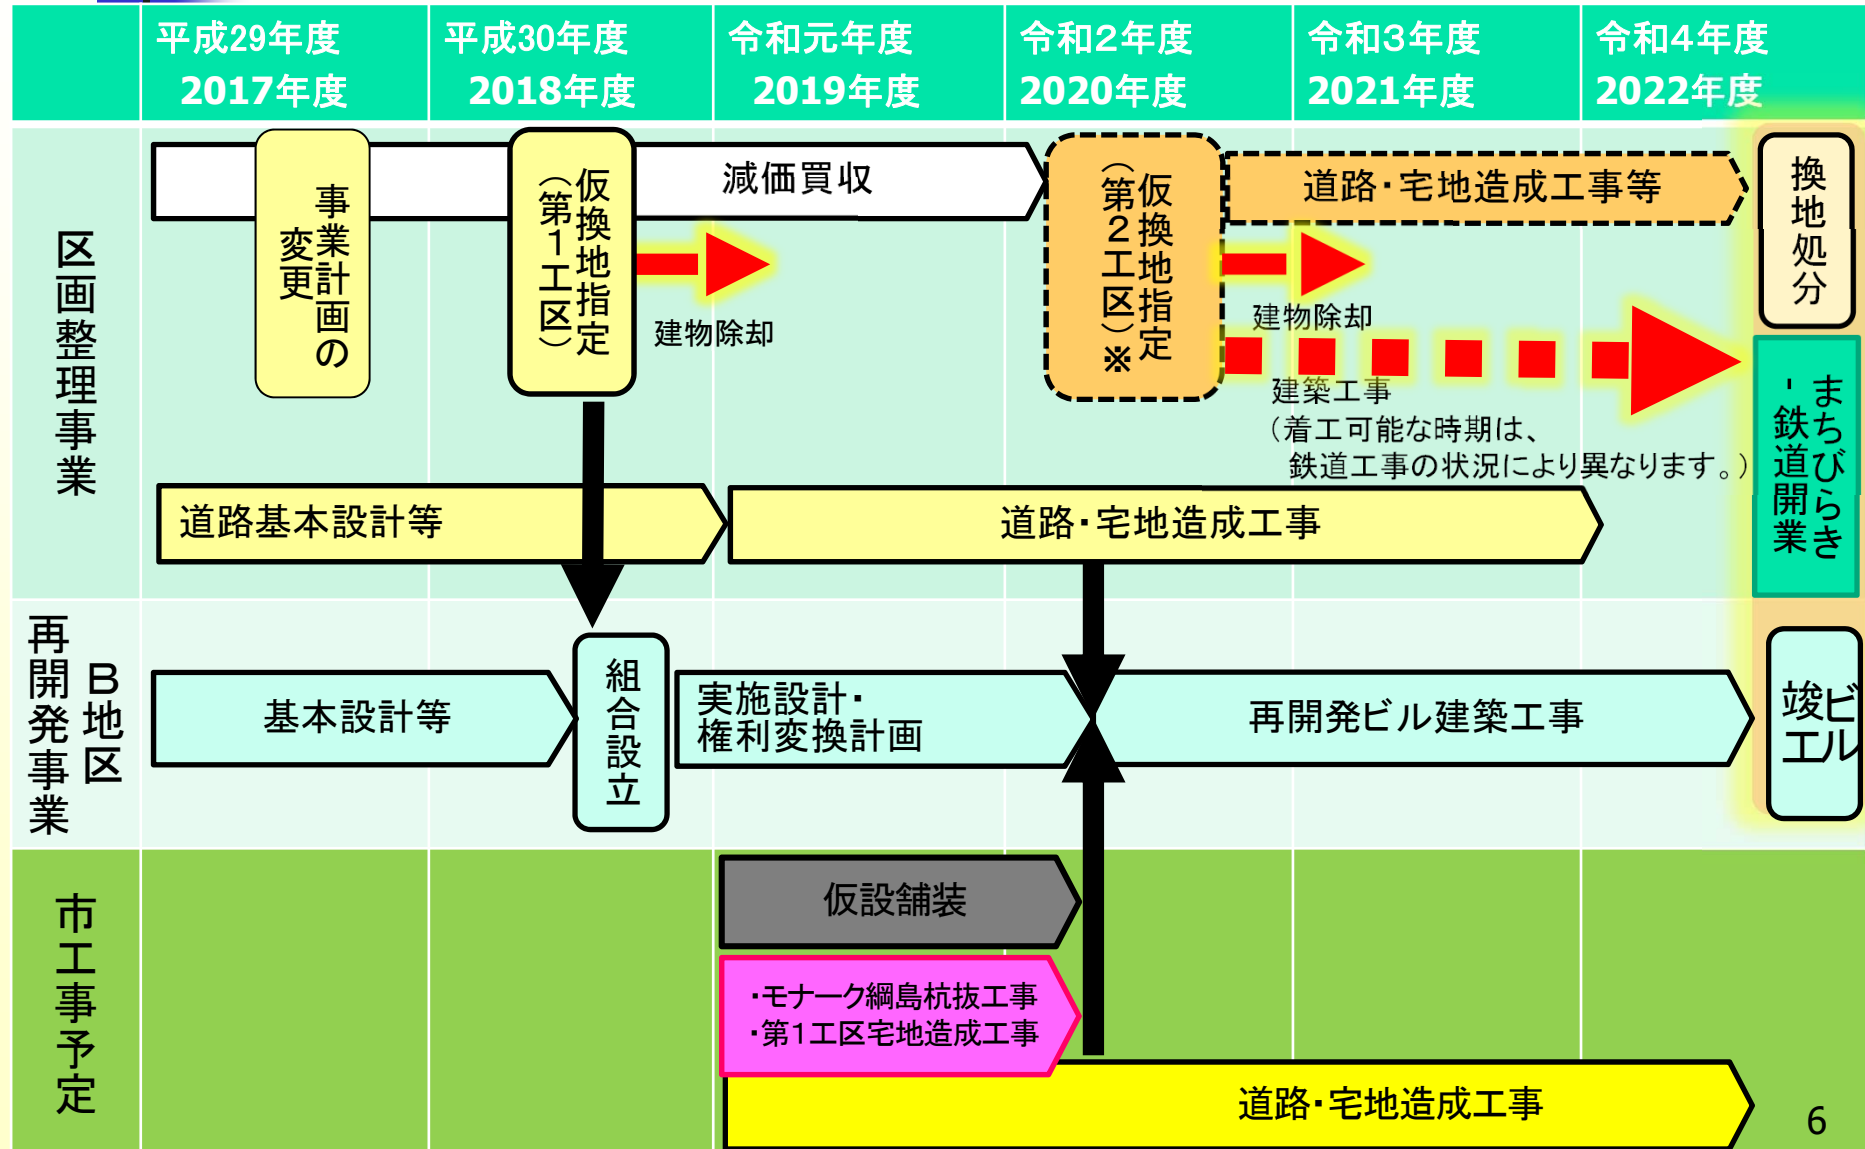 平成29年度
2017年度
平成30年度
2018年度
令和元年度
2019年度
令和2年度
2020年度
令和3年度
2021年度
令和4年度
2022年度
区画整理事業
事業計画の
変更
仮換地指定
（第1工区）
減価買収
建物除却
仮換地指定
（第2工区）※
道路・宅地造成工事等
建物除却
建築工事
（着工可能な時期は、
鉄道工事の状況により異なります。）
換地処分
まちびらき
・鉄道開業
道路基本設計等
道路・宅地造成工事
B地区
再開発事業
基本設計等
組合設立
実施設計・
権利変換計画
再開発ビル建築工事
ビル
竣工
市工事予定
仮設舗装
・モナーク綱島杭抜工事
・第1工区宅地造成工事
道路・宅地造成工事
6